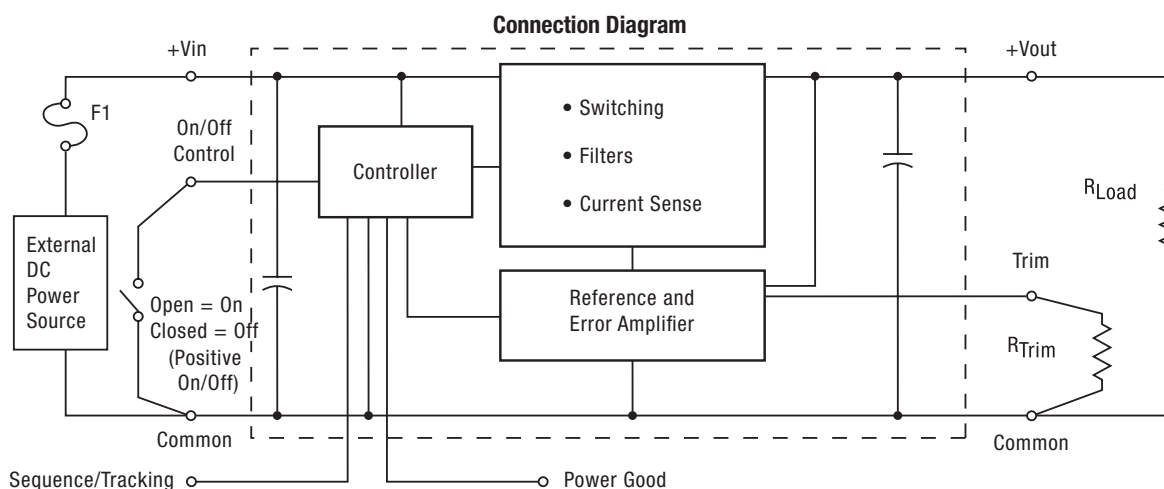 Connection Diagram
+Vin
+Vout
F1
On/Off
Control
• Switching
• Filters
• Current Sense
Controller
RLoad
External
DC
Power
Source
Open = On
Closed = Off
(Positive
On/Off)
Reference and
Error Amplifier
Trim
RTrim
Common
Common
Sequence/Tracking
Power Good